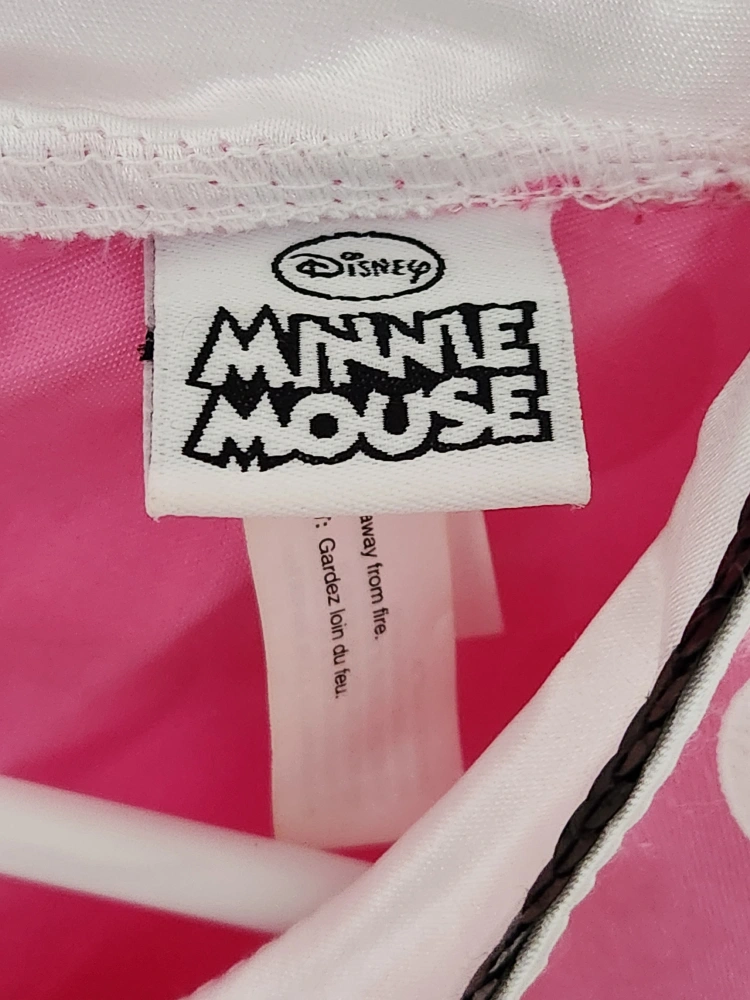 Disney
MINNIE
MOUSE
away from fire.
: Gardez loin du feu.